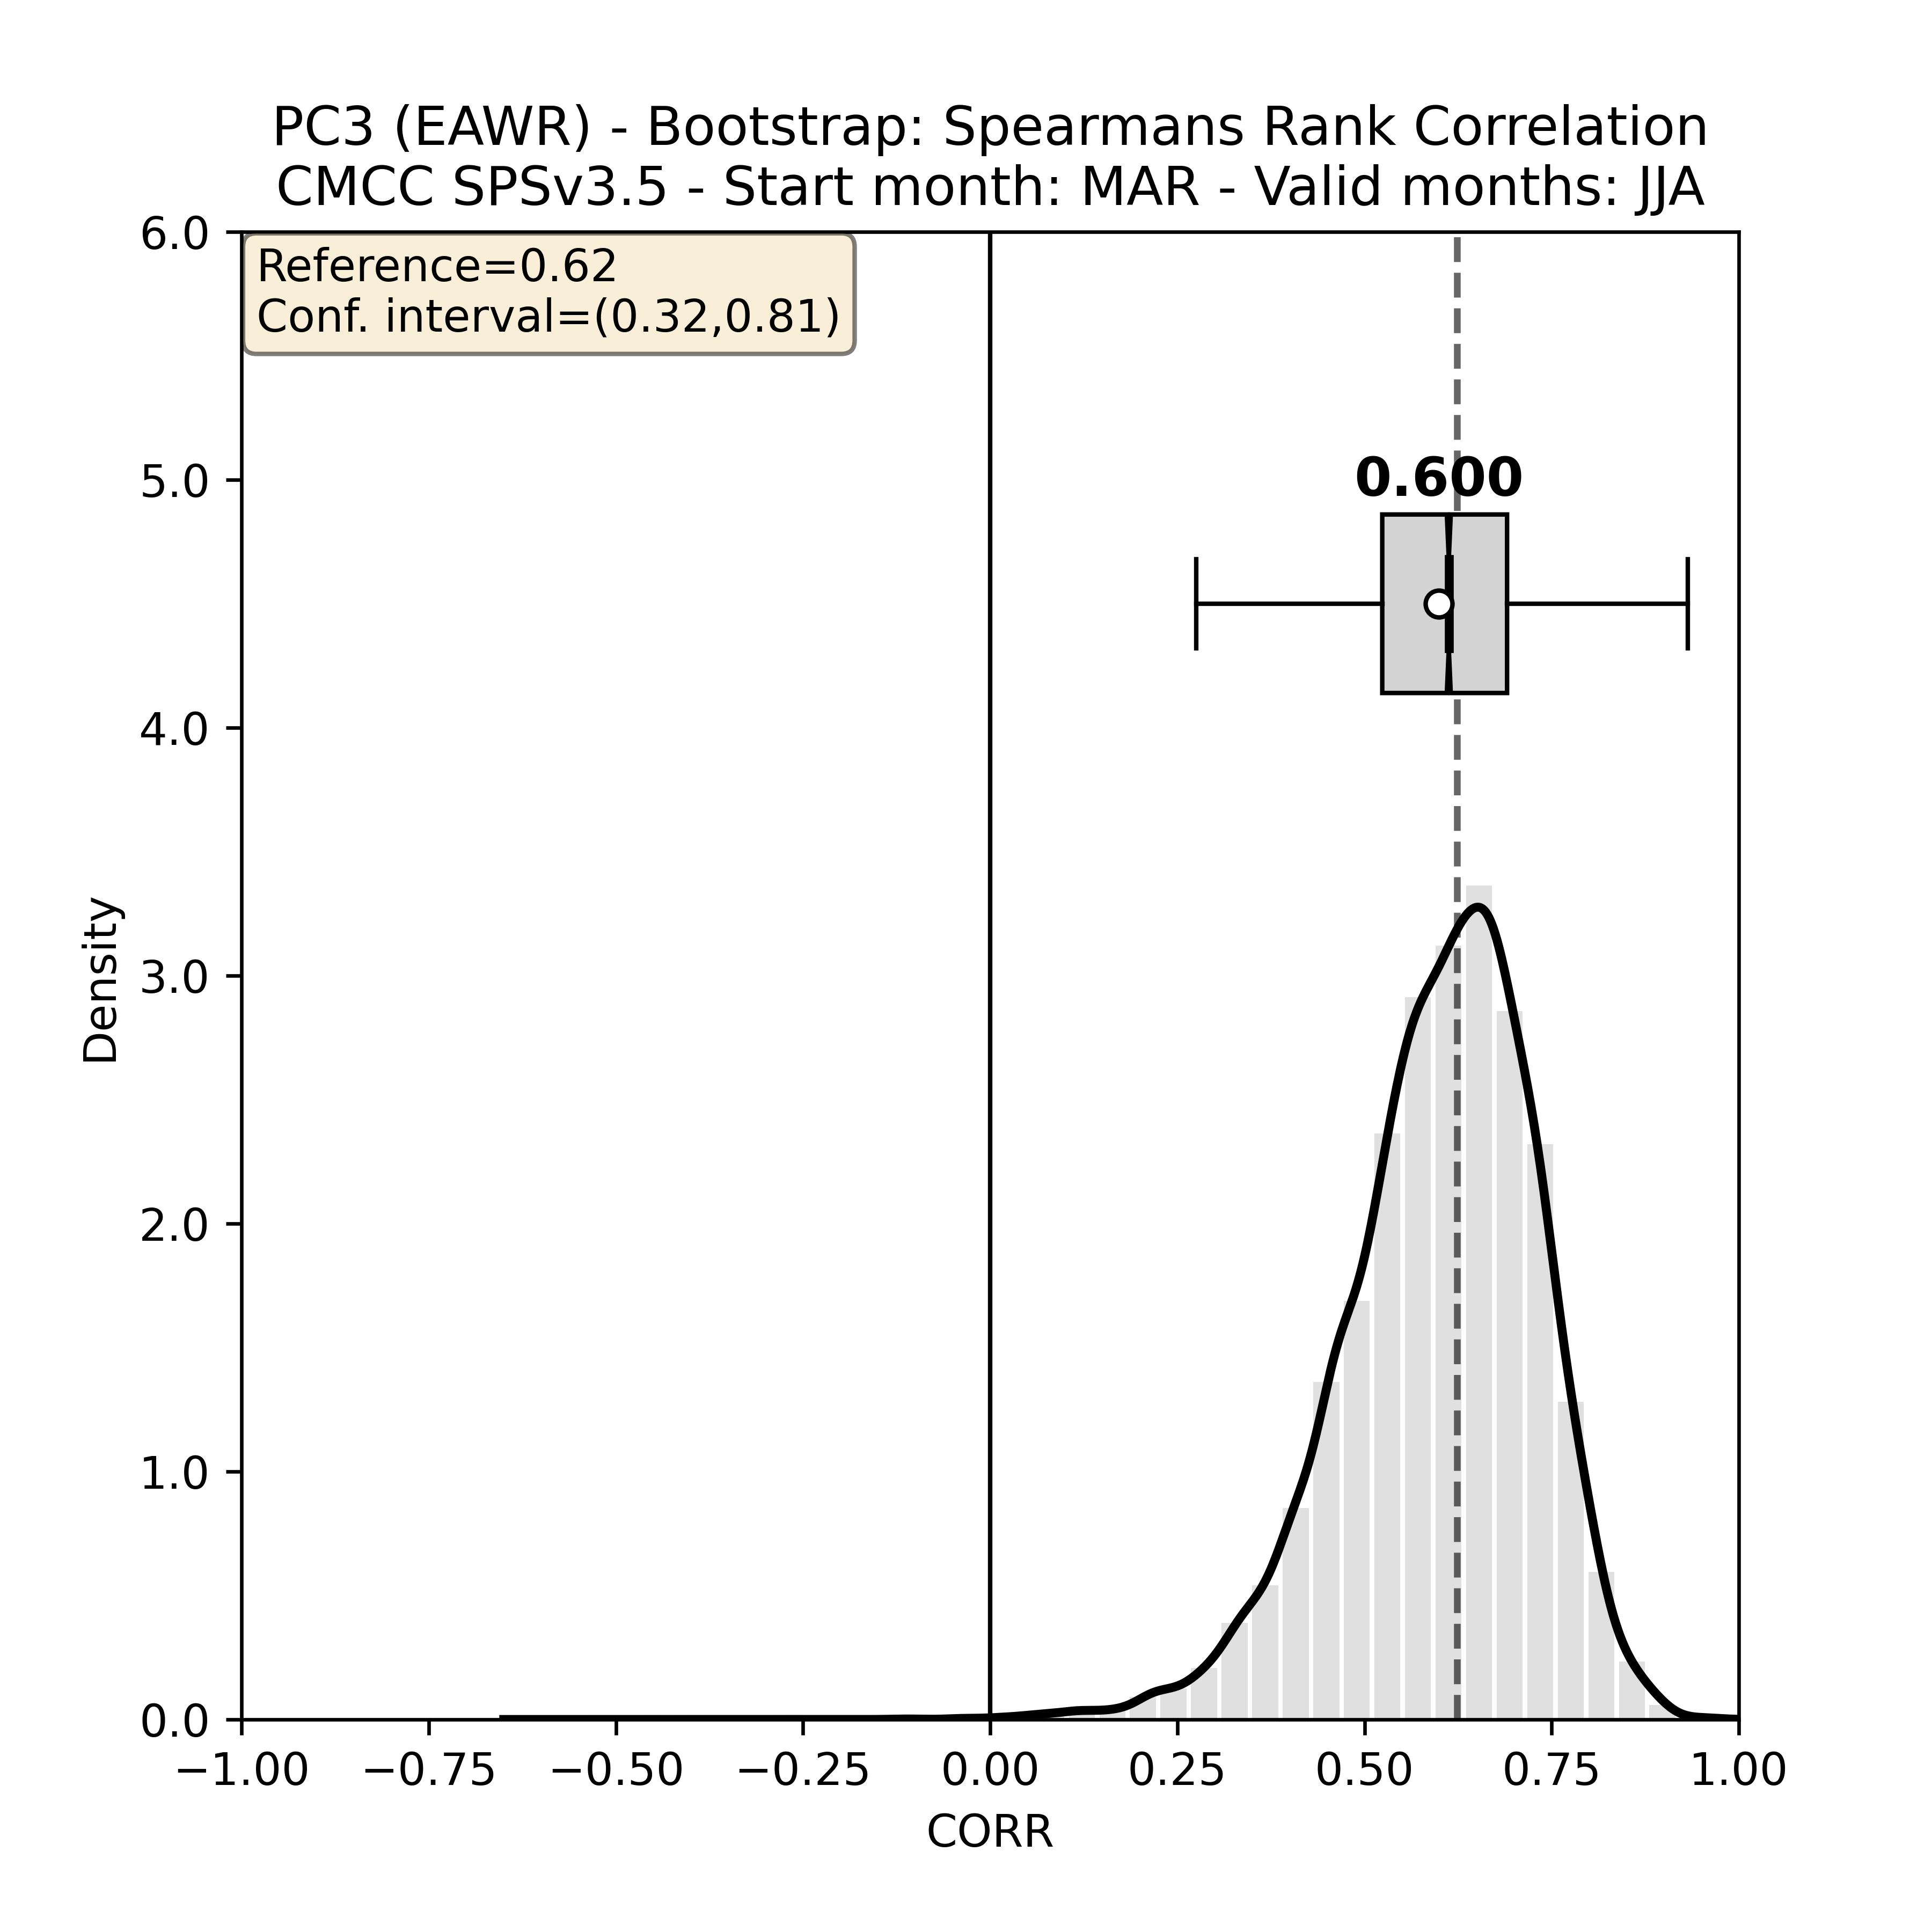 PC3 (EAWR) - Bootstrap: Spearmans Rank Correlation
CMCC SPSv3.5 - Start month: MAR - Valid months: JJA
Reference=0.62
Conf. interval=(0.32,0.81)
0.600
6.0
5.0
4.0
3.0
2.0
1.0
0.0
Density
−1.00
−0.75
−0.50
−0.25
0.00
0.25
0.50
0.75
1.00
CORR